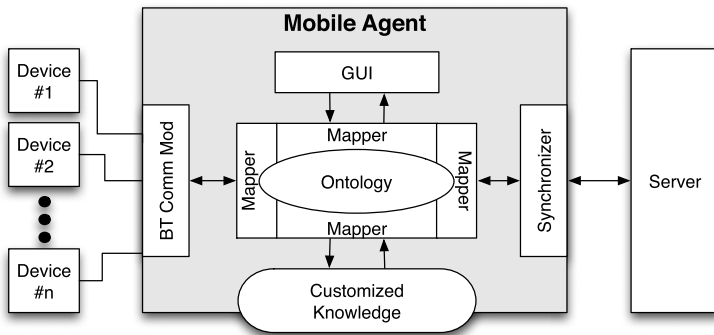 Mobile Agent
Device
#1
Device
#2
Device
#n
BT Comm Mod
GUI
Mapper
Mapper
Ontology
Mapper
Mapper
Customized
Knowledge
Synchronizer
Server